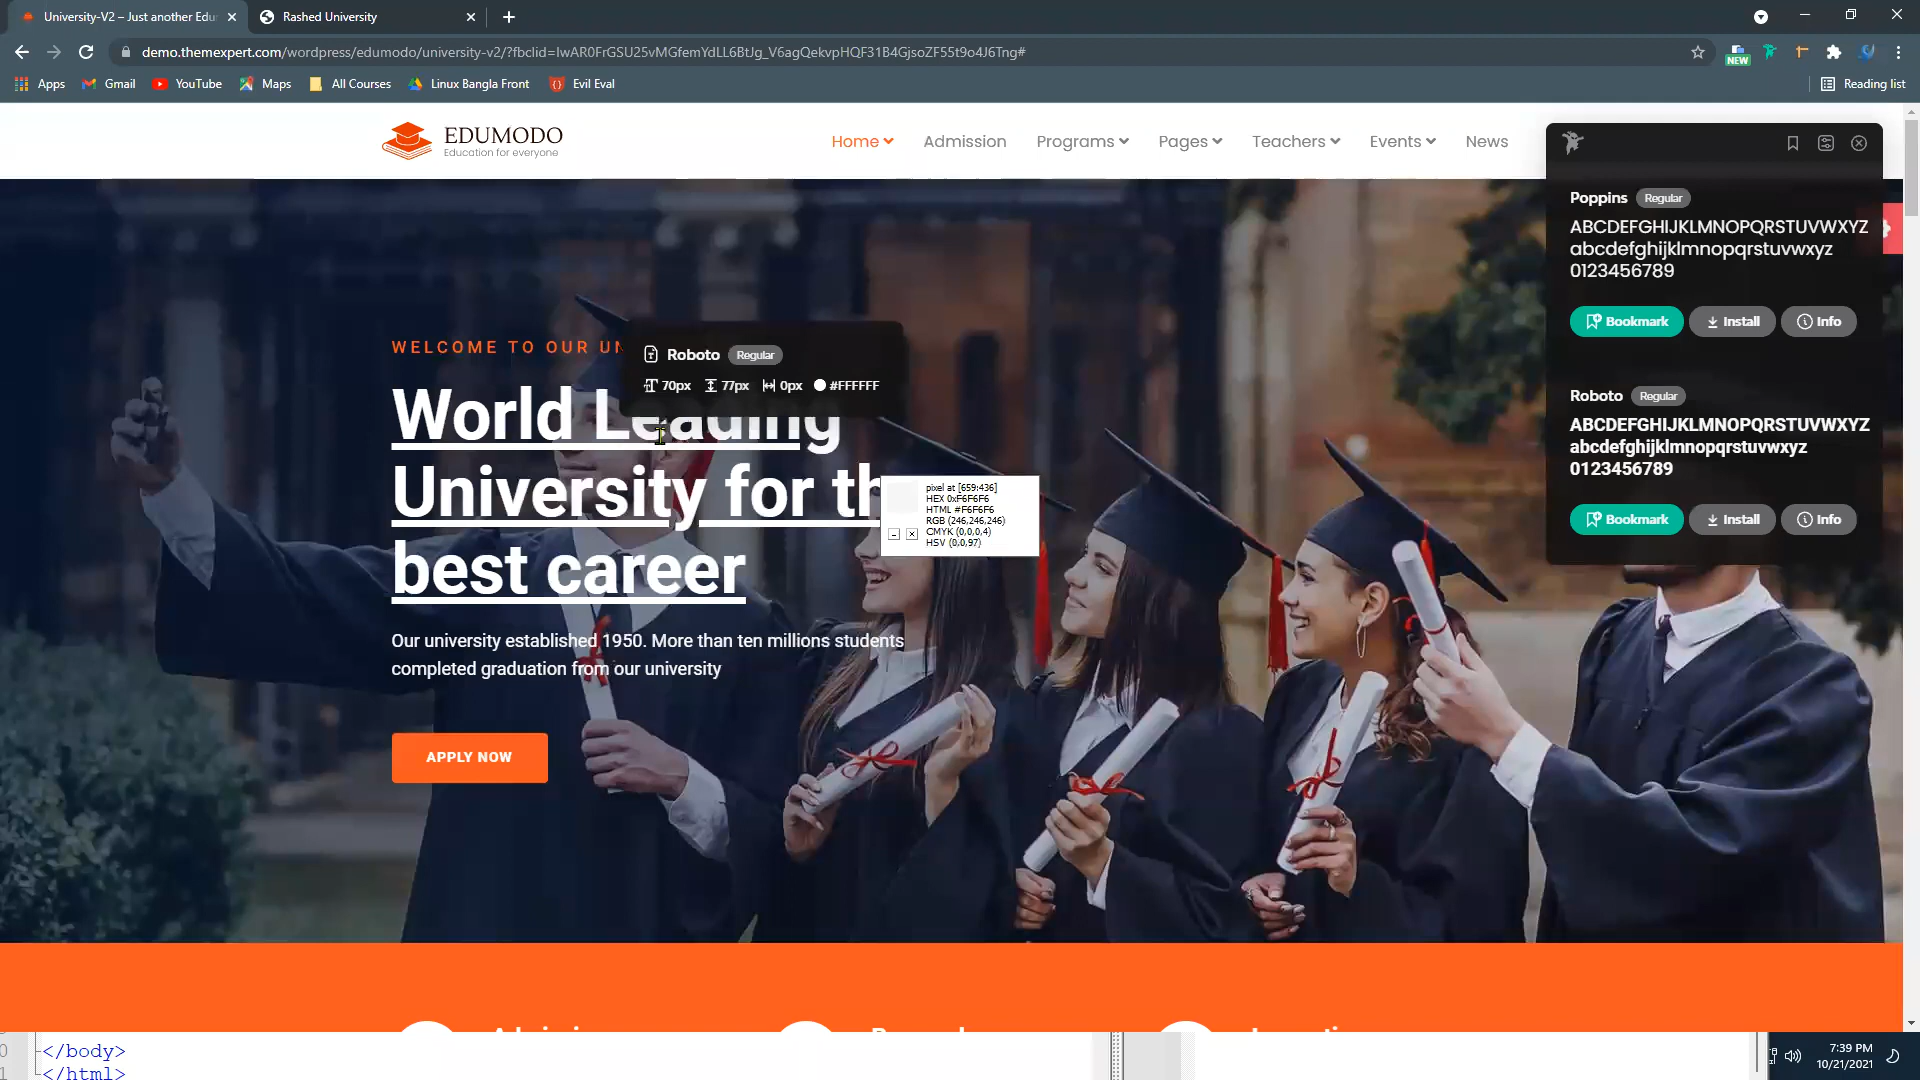 University-V2 – Just another Edu
Rashed University
demo.themexpert.com/wordpress/edumodo/university-v2/?fbclid=IwAR0FrGSU25vMGfemYdLL6BtJg_V6agQekvpHQF31B4GjsoZF55t9o4J6Tng#
NEW
Apps
Gmail
YouTube
Maps
All Courses
Linux Bangla Front
Evil Eval
Reading list
EDUMODO
Education for everyone
Home
Admission
Programs
Pages
Teachers
Events
News
Poppins Regular
ABCDEFGHIJKLMNOPQRSTUVWXYZ
abcdefghijklmnopqrstuvwxyz
0123456789
Bookmark Install Info
Roboto Regular
ABCDEFGHIJKLMNOPQRSTUVWXYZ
abcdefghijklmnopqrstuvwxyz
0123456789
Bookmark Install Info
WELCOME TO OUR UN
Roboto Regular
70px 77px 0px #FFFFFF
World Leading
University for th
best career
pixel at [659:436]
HEX 0xF6F6F6
HTML #F6F6F6
RGB (246,246,246)
CMYK (0,0,0,4)
HSV (0,0,97)
Our university established 1950. More than ten millions students
completed graduation from our university
APPLY NOW
</body>
</html>
7:39 PM
10/21/2021